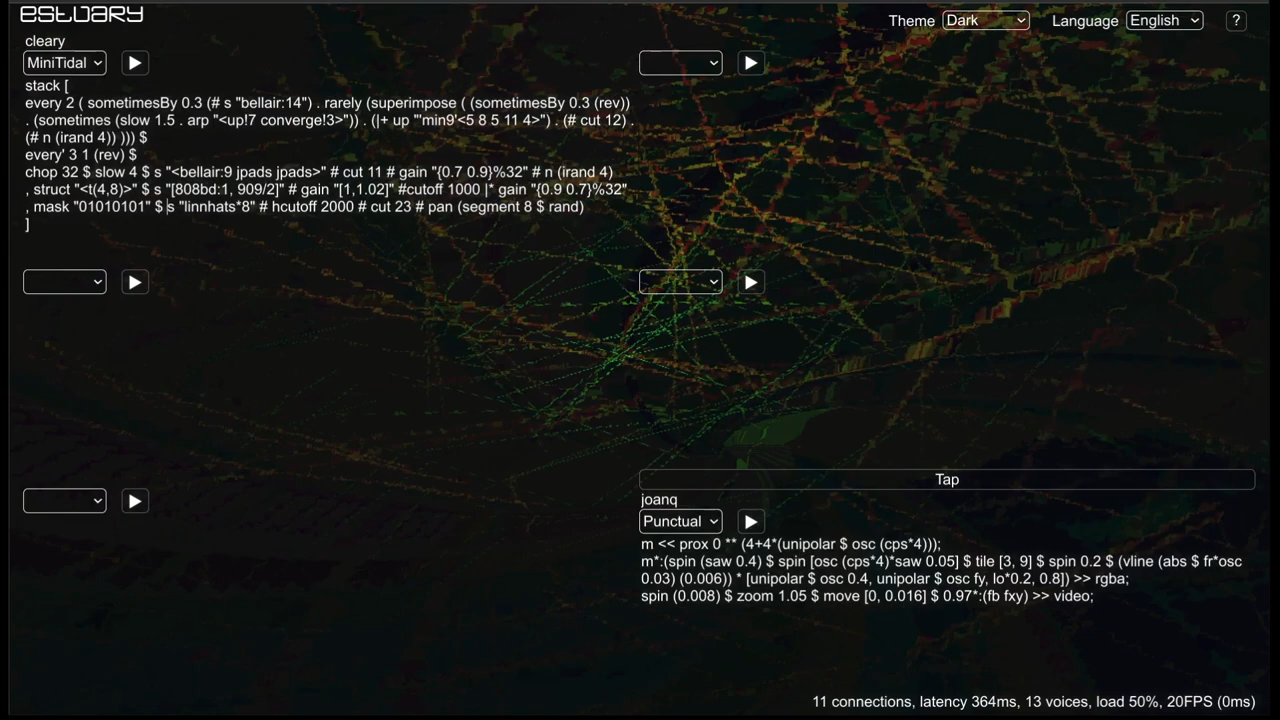 estuary
Theme Dark Language English ?
cleary
MiniTidal
stack [
every 2 ( sometimesBy 0.3 (# s "bellair:14") . rarely (superimpose ( (sometimesBy 0.3 (rev))
. (sometimes (slow 1.5 . arp "<up!7 converge!3>")) . (|+ up "'min9'<5 8 5 11 4>") . (# cut 12) .
(# n (irand 4)) ))) $
every' 3 1 (rev) $
chop 32 $ slow 4 $ s "<bellair:9 jpads jpads>" # cut 11 # gain "{0.7 0.9}%32" # n (irand 4)
, struct "<t(4,8)>" $ s "[808bd:1, 909/2]" # gain "[1,1.02]" #cutoff 1000 |* gain "{0.9 0.7}%32"
, mask "01010101" $ s "linnhats*8" # hcutoff 2000 # cut 23 # pan (segment 8 $ rand)
]
Tap
joanq
Punctual
m << prox 0 ** (4+4*(unipolar $ osc (cps*4)));
m*:(spin (saw 0.4) $ spin [osc (cps*4)*saw 0.05] $ tile [3, 9] $ spin 0.2 $ (vline (abs $ fr*osc
0.03) (0.006)) * [unipolar $ osc 0.4, unipolar $ osc fy, lo*0.2, 0.8]) >> rgba;
spin (0.008) $ zoom 1.05 $ move [0, 0.016] $ 0.97*:(fb fxy) >> video;
11 connections, latency 364ms, 13 voices, load 50%, 20FPS (0ms)